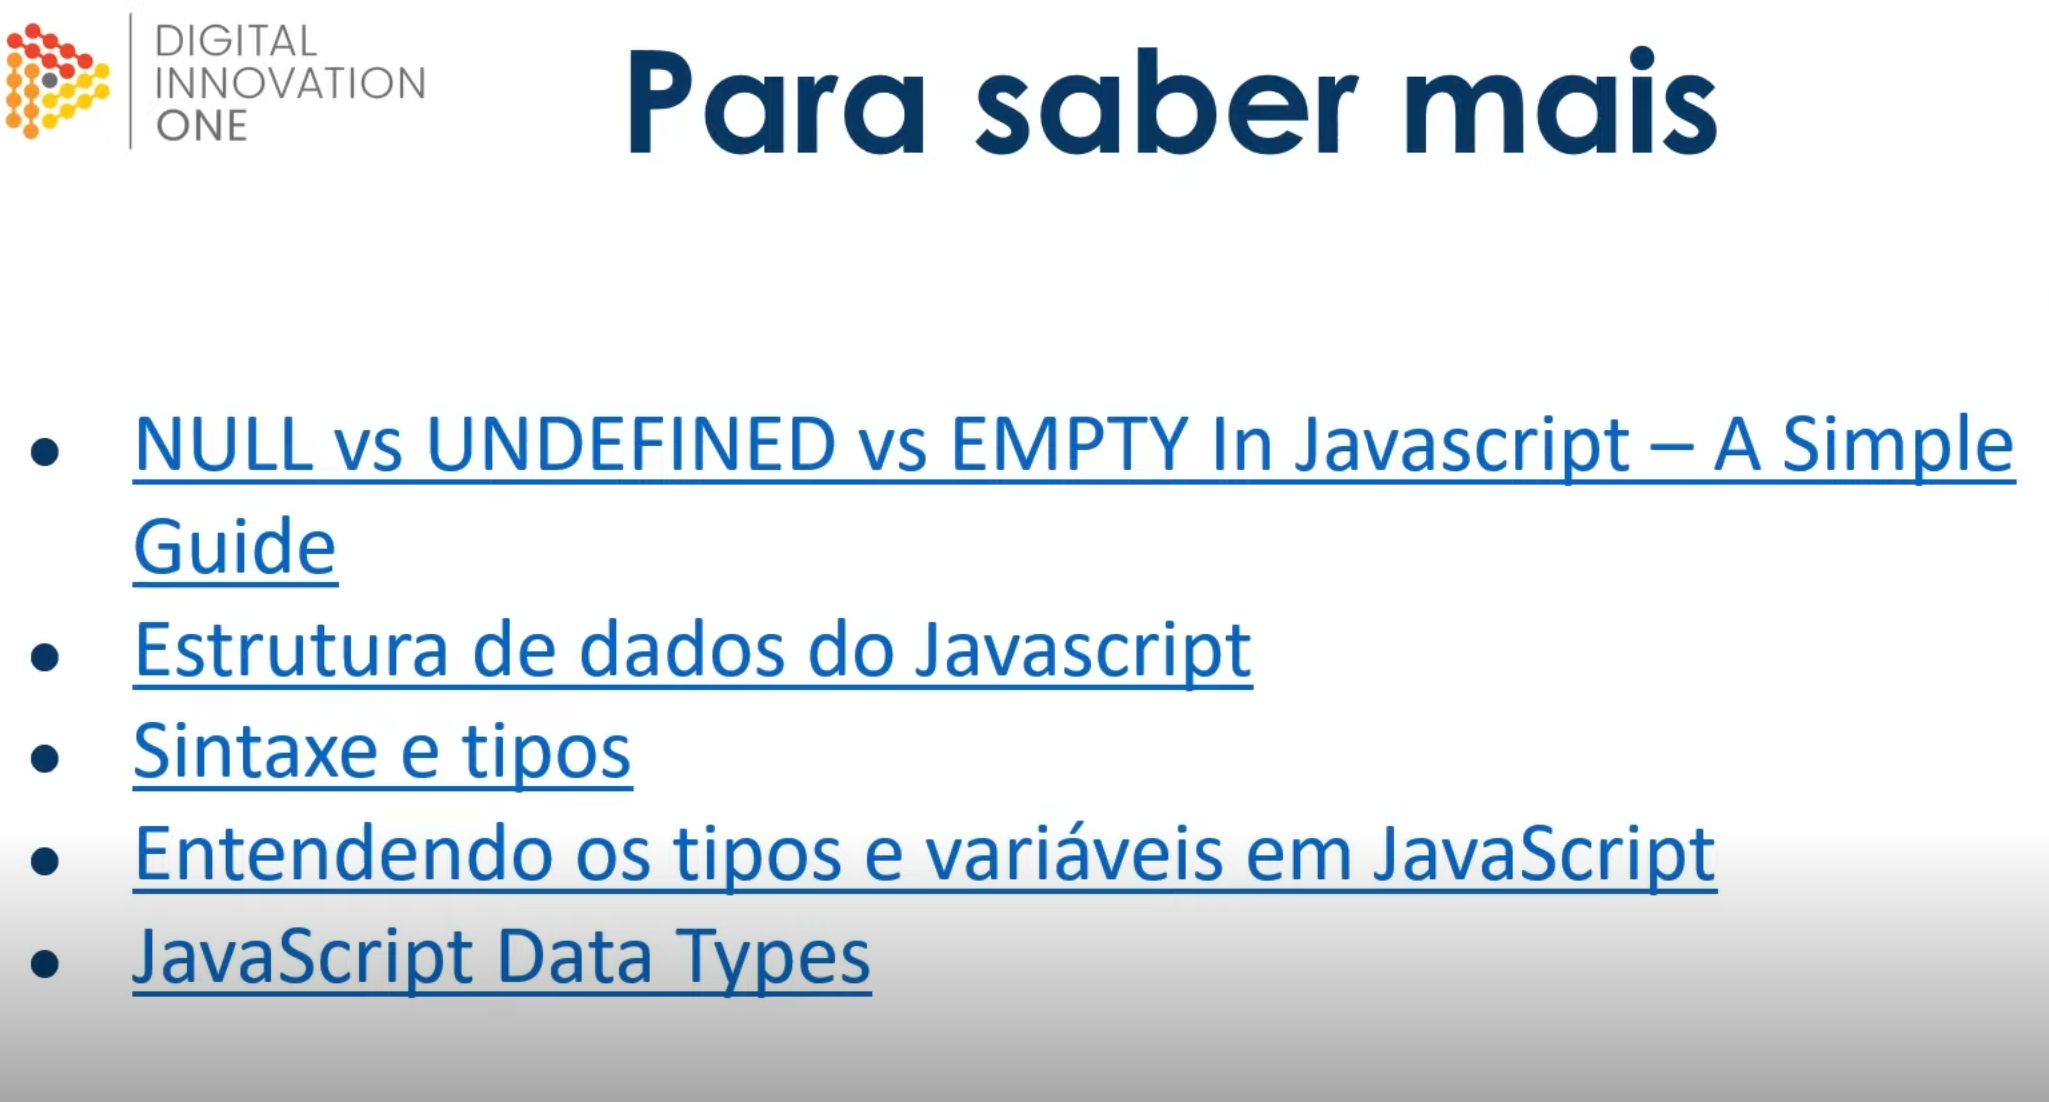 DIGITAL
INNOVATION
ONE
Para saber mais
• NULL vs UNDEFINED vs EMPTY In Javascript – A Simple
Guide
• Estrutura de dados do Javascript
• Sintaxe e tipos
• Entendendo os tipos e variáveis em JavaScript
• JavaScript Data Types